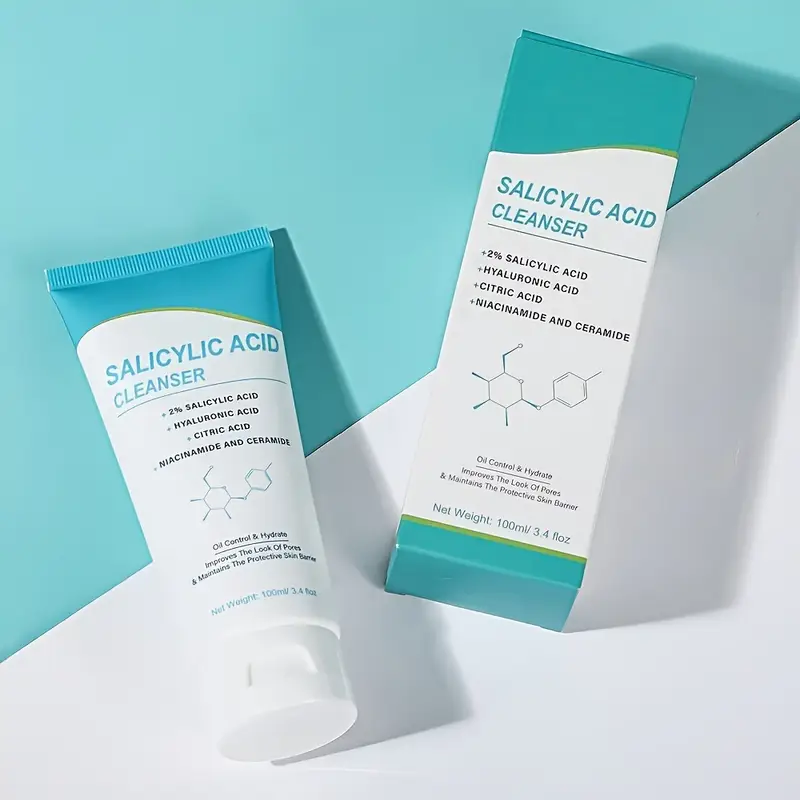 SALICYLIC ACID
CLEANSER
+ 2% SALICYLIC ACID
+ HYALURONIC ACID
+ CITRIC ACID
+ NIACINAMIDE AND CERAMIDE
Oil Control & Hydrate
Improves The Look Of Pores
& Maintains The Protective Skin Barrier
Net Weight: 100ml/ 3.4 floz
SALICYLIC ACID
CLEANSER
+2% SALICYLIC ACID
+HYALURONIC ACID
+CITRIC ACID
+NIACINAMIDE AND CERAMIDE
Oil Control & Hydrate
Improves The Look Of Pores
& Maintains The Protective Skin Barrier
Net Weight: 100ml/ 3.4 floz